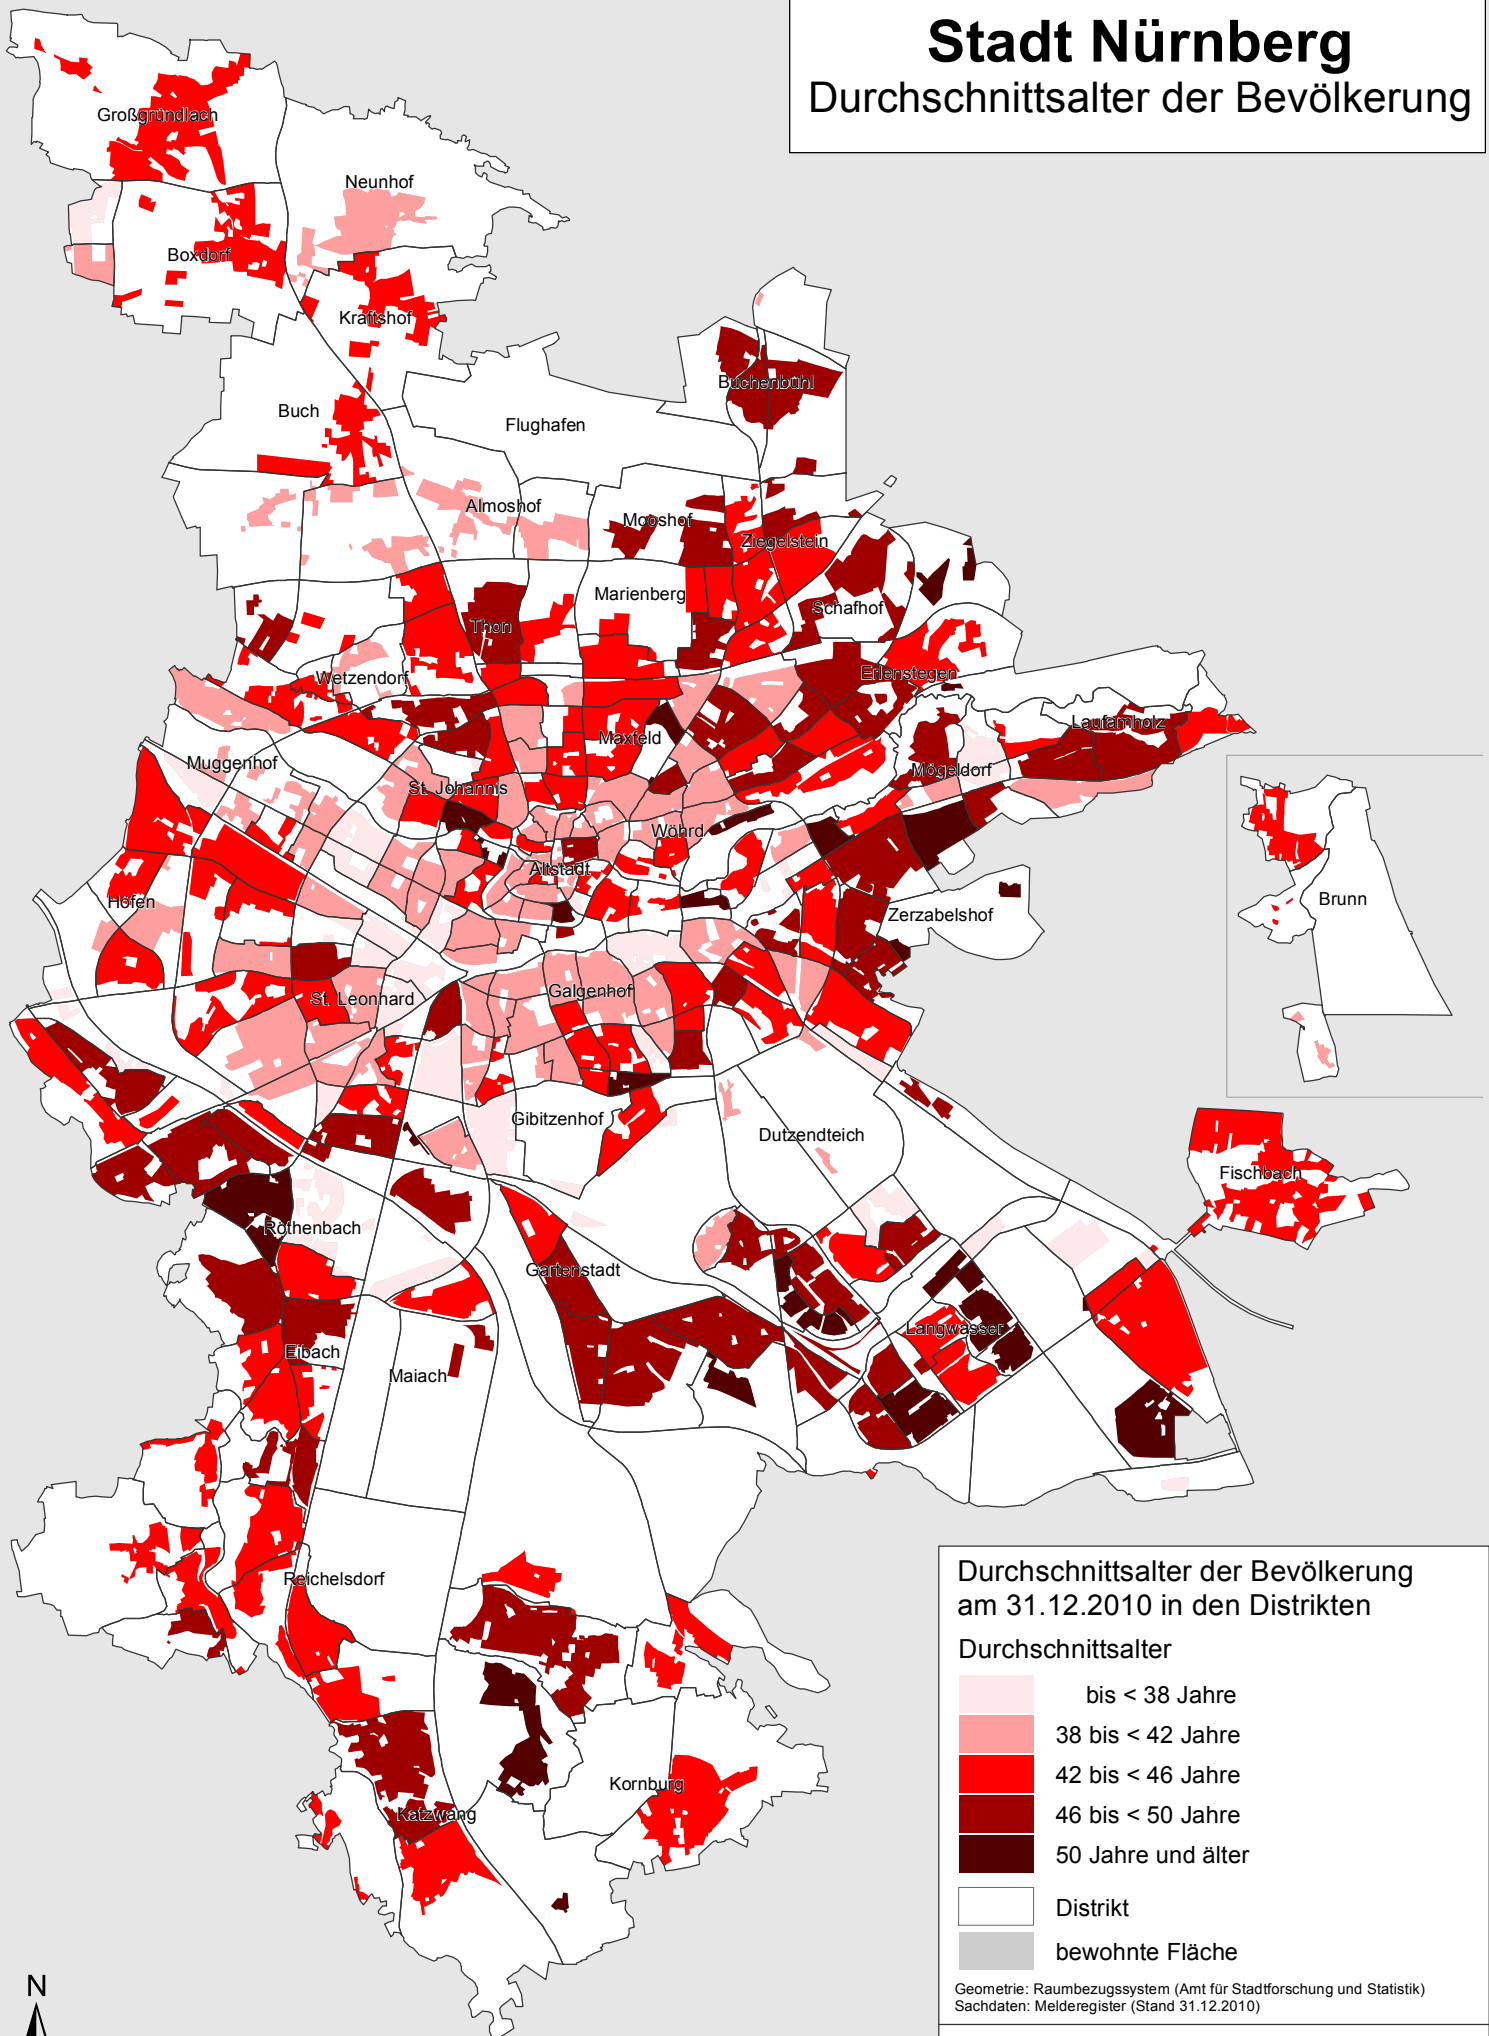 Stadt Nürnberg
Durchschnittsalter der Bevölkerung
Großgründlach
Neunhof
Boxdorf
Kraftshof
Buchenbühl
Buch
Flughafen
Almoshof
Mooshof
Ziegelstein
Marienberg
Schafhof
Thon
Erlenstegen
Wetzendorf
Laufamholz
Maxfeld
Muggenhof
Mögeldorf
St. Johannis
Wöhrd
Altstadt
Höfen
Brunn
Zerzabelshof
Galgenhof
St. Leonhard
Gibitzenhof
Dutzendteich
Fischbach
Röthenbach
Gartenstadt
Langwasser
Eibach
Maiach
Reichelsdorf
Kornburg
Katzwang
Durchschnittsalter der Bevölkerung
am 31.12.2010 in den Distrikten
Durchschnittsalter
bis < 38 Jahre
38 bis < 42 Jahre
42 bis < 46 Jahre
46 bis < 50 Jahre
50 Jahre und älter
Distrikt
bewohnte Fläche
Geometrie: Raumbezugssystem (Amt für Stadtforschung und Statistik)
Sachdaten: Melderegister (Stand 31.12.2010)
N